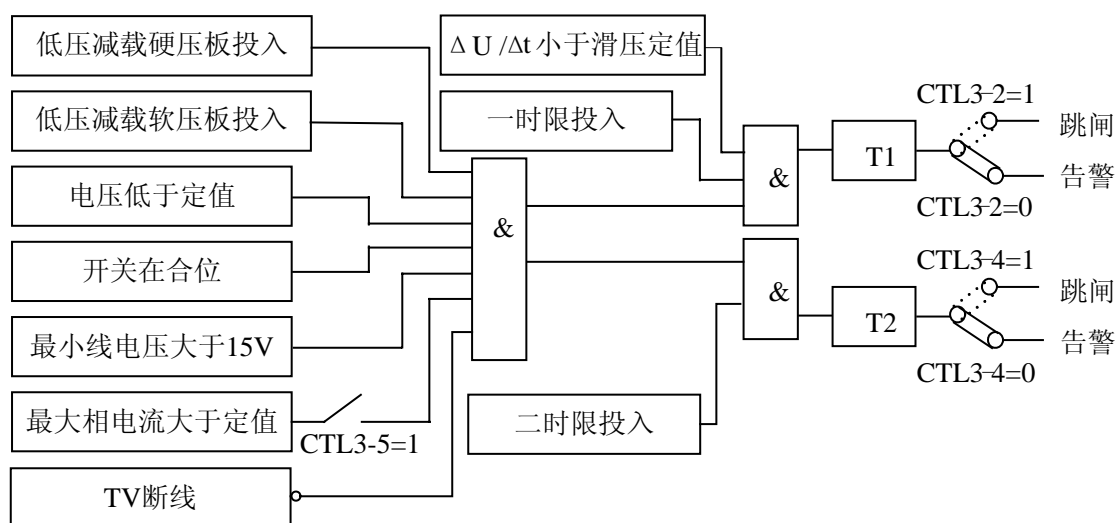 低压减载硬压板投入
低压减载软压板投入
电压低于定值
开关在合位
最小线电压大于15V
最大相电流大于定值
CTL3-5=1
TV断线
&
ΔU/Δt小于滑压定值
一时限投入
&
T1
CTL3-2=1
跳闸
告警
CTL3-2=0
&
T2
CTL3-4=1
跳闸
告警
CTL3-4=0
二时限投入